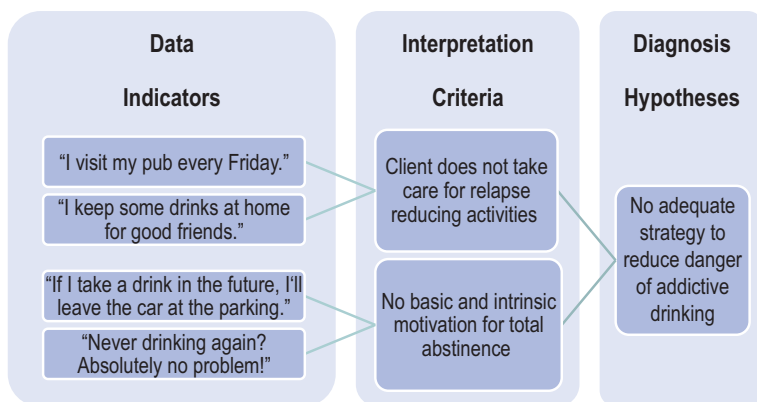 Data
Indicators
“I visit my pub every Friday.”
“I keep some drinks at home
for good friends.”
“If I take a drink in the future, I‘ll
leave the car at the parking.”
“Never drinking again?
Absolutely no problem!”
Interpretation
Criteria
Client does not take
care for relapse
reducing activities
No basic and intrinsic
motivation for total
abstinence
Diagnosis
Hypotheses
No adequate
strategy to
reduce danger
of addictive
drinking